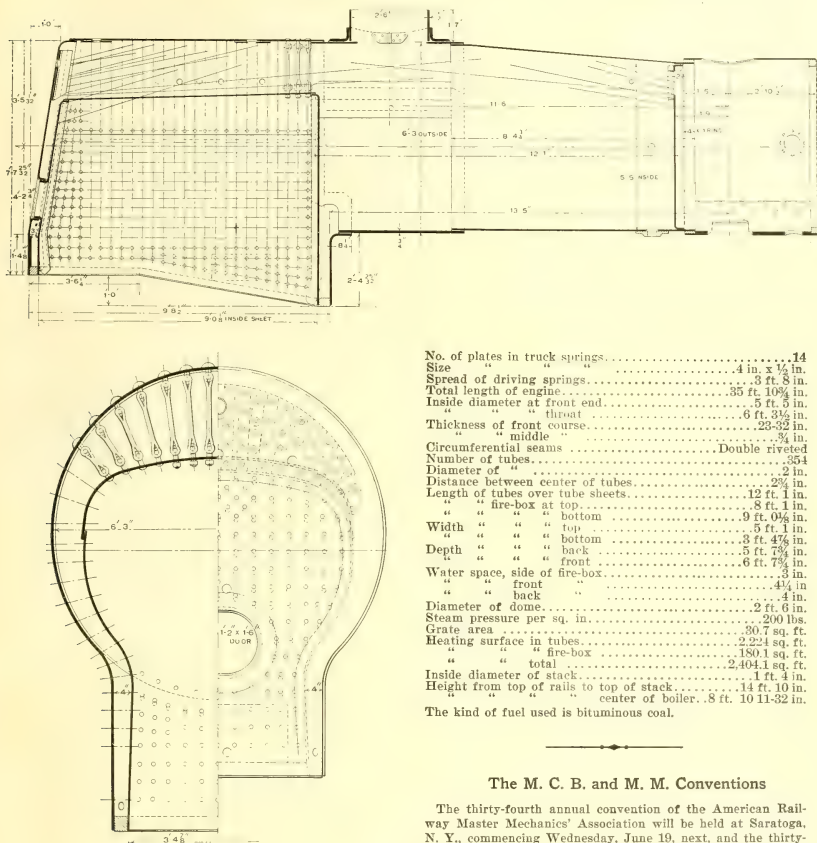 1'0"
2'-6"
1'7"
3-5 5/32"
11 6
6-3 OUTSIDE
8 4 3/4
12 1"
5 5 INSIDE
2' 10 1/2
7'-7 25/32"
4'-2 3/4"
13 5"
3/4
3'-6 1/4"
1-0"
2'-4 25/32"
9 8 1/2"
9-0 1/8" INSIDE SHEET
6' 3"
1'-2" x 1-6"
DOOR
4"
4"
3' 4 7/8"
No. of plates in truck springs..............................14
Size " " " ......................4 in. x ½ in.
Spread of driving springs............................3 ft. 8 in.
Total length of engine..........................35 ft. 10¾ in.
Inside diameter at front end........................5 ft. 5 in.
" " " throat ........................6 ft. 3½ in.
Thickness of front course..........................23-32 in.
" " middle " ..............................¾ in.
Circumferential seams .......................Double riveted
Number of tubes........................................354
Diameter of " .......................................2 in.
Distance between center of tubes......................2¾ in.
Length of tubes over tube sheets..................12 ft. 1 in.
" " fire-box at top..........................8 ft. 1 in.
" " " " bottom ....................9 ft. 0⅛ in.
Width " " " top ........................5 ft. 1 in.
" " " " bottom ...................3 ft. 4⅞ in.
Depth " " " back .....................5 ft. 7¾ in.
" " " " front ....................6 ft. 7¾ in.
Water space, side of fire-box..........................3 in.
" " front " ..........................4¼ in
" " back " ............................4 in.
Diameter of dome..................................2 ft. 6 in.
Steam pressure per sq. in...........................200 lbs.
Grate area .....................................30.7 sq. ft.
Heating surface in tubes.......................2,224 sq. ft.
" " " fire-box .....................180.1 sq. ft.
" " total ......................2,404.1 sq. ft.
Inside diameter of stack..........................1 ft. 4 in.
Height from top of rails to top of stack..........14 ft. 10 in.
" " " " center of boiler..8 ft. 10 11-32 in.
The kind of fuel used is bituminous coal.
The M. C. B. and M. M. Conventions
The thirty-fourth annual convention of the American Rail-
way Master Mechanics' Association will be held at Saratoga,
N. Y., commencing Wednesday, June 19, next, and the thirty-